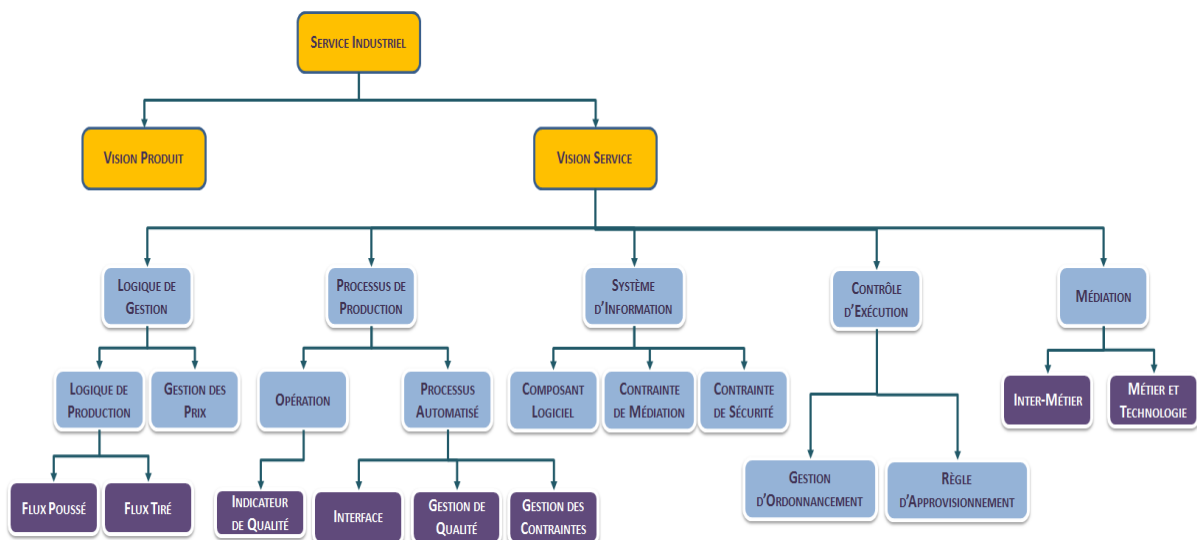 SERVICE INDUSTRIEL
VISION PRODUIT
VISION SERVICE
LOGIQUE DE
GESTION
PROCESSUS DE
PRODUCTION
SYSTÈME
D'INFORMATION
CONTRÔLE
D'EXÉCUTION
MÉDIATION
LOGIQUE DE
PRODUCTION
GESTION DES
PRIX
OPÉRATION
PROCESSUS
AUTOMATISÉ
COMPOSANT
LOGICIEL
CONTRAINTE
DE MÉDIATION
CONTRAINTE
DE SÉCURITÉ
INTER-MÉTIER
MÉTIER ET
TECHNOLOGIE
GESTION
D'ORDONNANCEMENT
RÈGLE
D'APPROVISIONNEMENT
FLUX POUSSÉ
FLUX TIRÉ
INDICATEUR
DE QUALITÉ
INTERFACE
GESTION DE
QUALITÉ
GESTION DES
CONTRAINTES